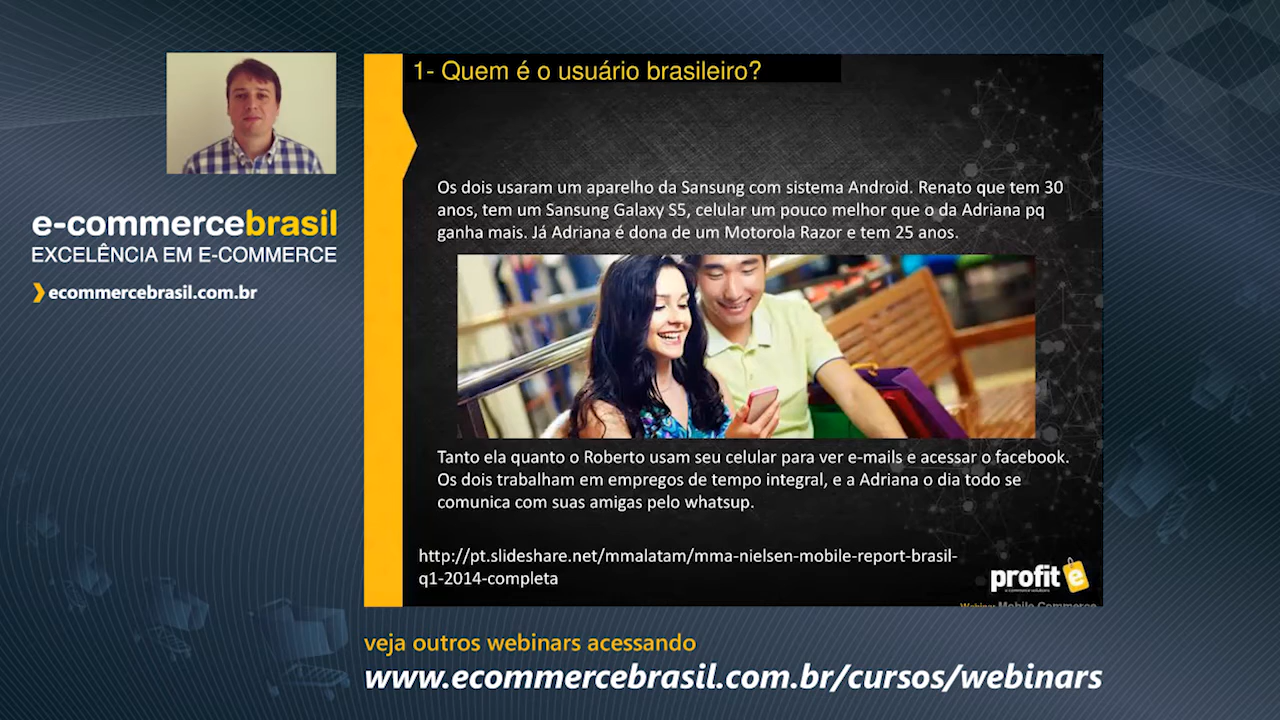 1- Quem é o usuário brasileiro?
Os dois usaram um aparelho da Sansung com sistema Android. Renato que tem 30
anos, tem um Sansung Galaxy S5, celular um pouco melhor que o da Adriana pq
ganha mais. Já Adriana é dona de um Motorola Razor e tem 25 anos.
Tanto ela quanto o Roberto usam seu celular para ver e-mails e acessar o facebook.
Os dois trabalham em empregos de tempo integral, e a Adriana o dia todo se
comunica com suas amigas pelo whatsup.
http://pt.slideshare.net/mmalatam/mma-nielsen-mobile-report-brasil-
q1-2014-completa
profit e
e-commerce solutions
Webinar Mobile Commerce
e-commercebrasil
EXCELÊNCIA EM E-COMMERCE
ecommercebrasil.com.br
veja outros webinars acessando
www.ecommercebrasil.com.br/cursos/webinars